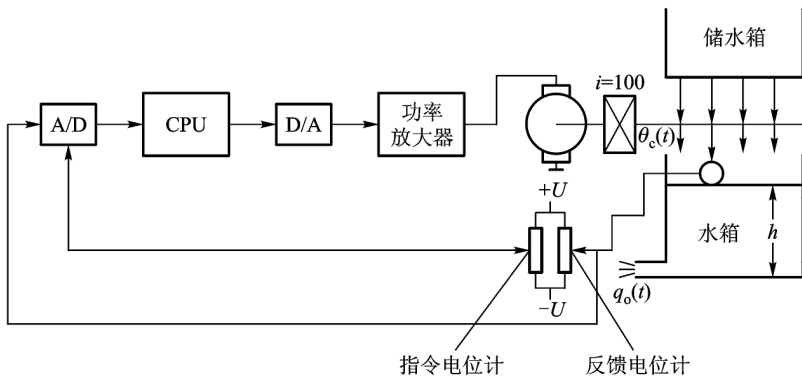 储水箱
i=100
A/D
CPU
D/A
功率
放大器
θc(t)
+U
水箱
h
qo(t)
−U
指令电位计
反馈电位计